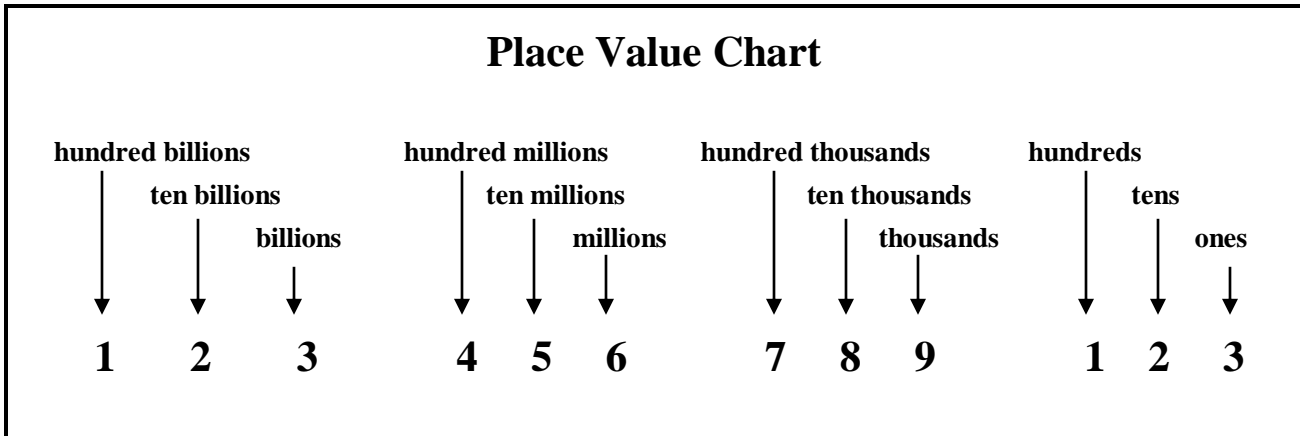 Place Value Chart
hundred billions hundred millions hundred thousands hundreds
ten billions ten millions ten thousands tens
billions millions thousands ones
1 2 3 4 5 6 7 8 9 1 2 3